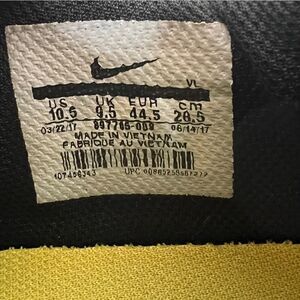 VL
US UK EUR cm
10.5 9.5 44.5 28.5
03/22/17 06/14/17
MADE IN VIETNAM
FABRIQUE AU VIETNAM
UPC